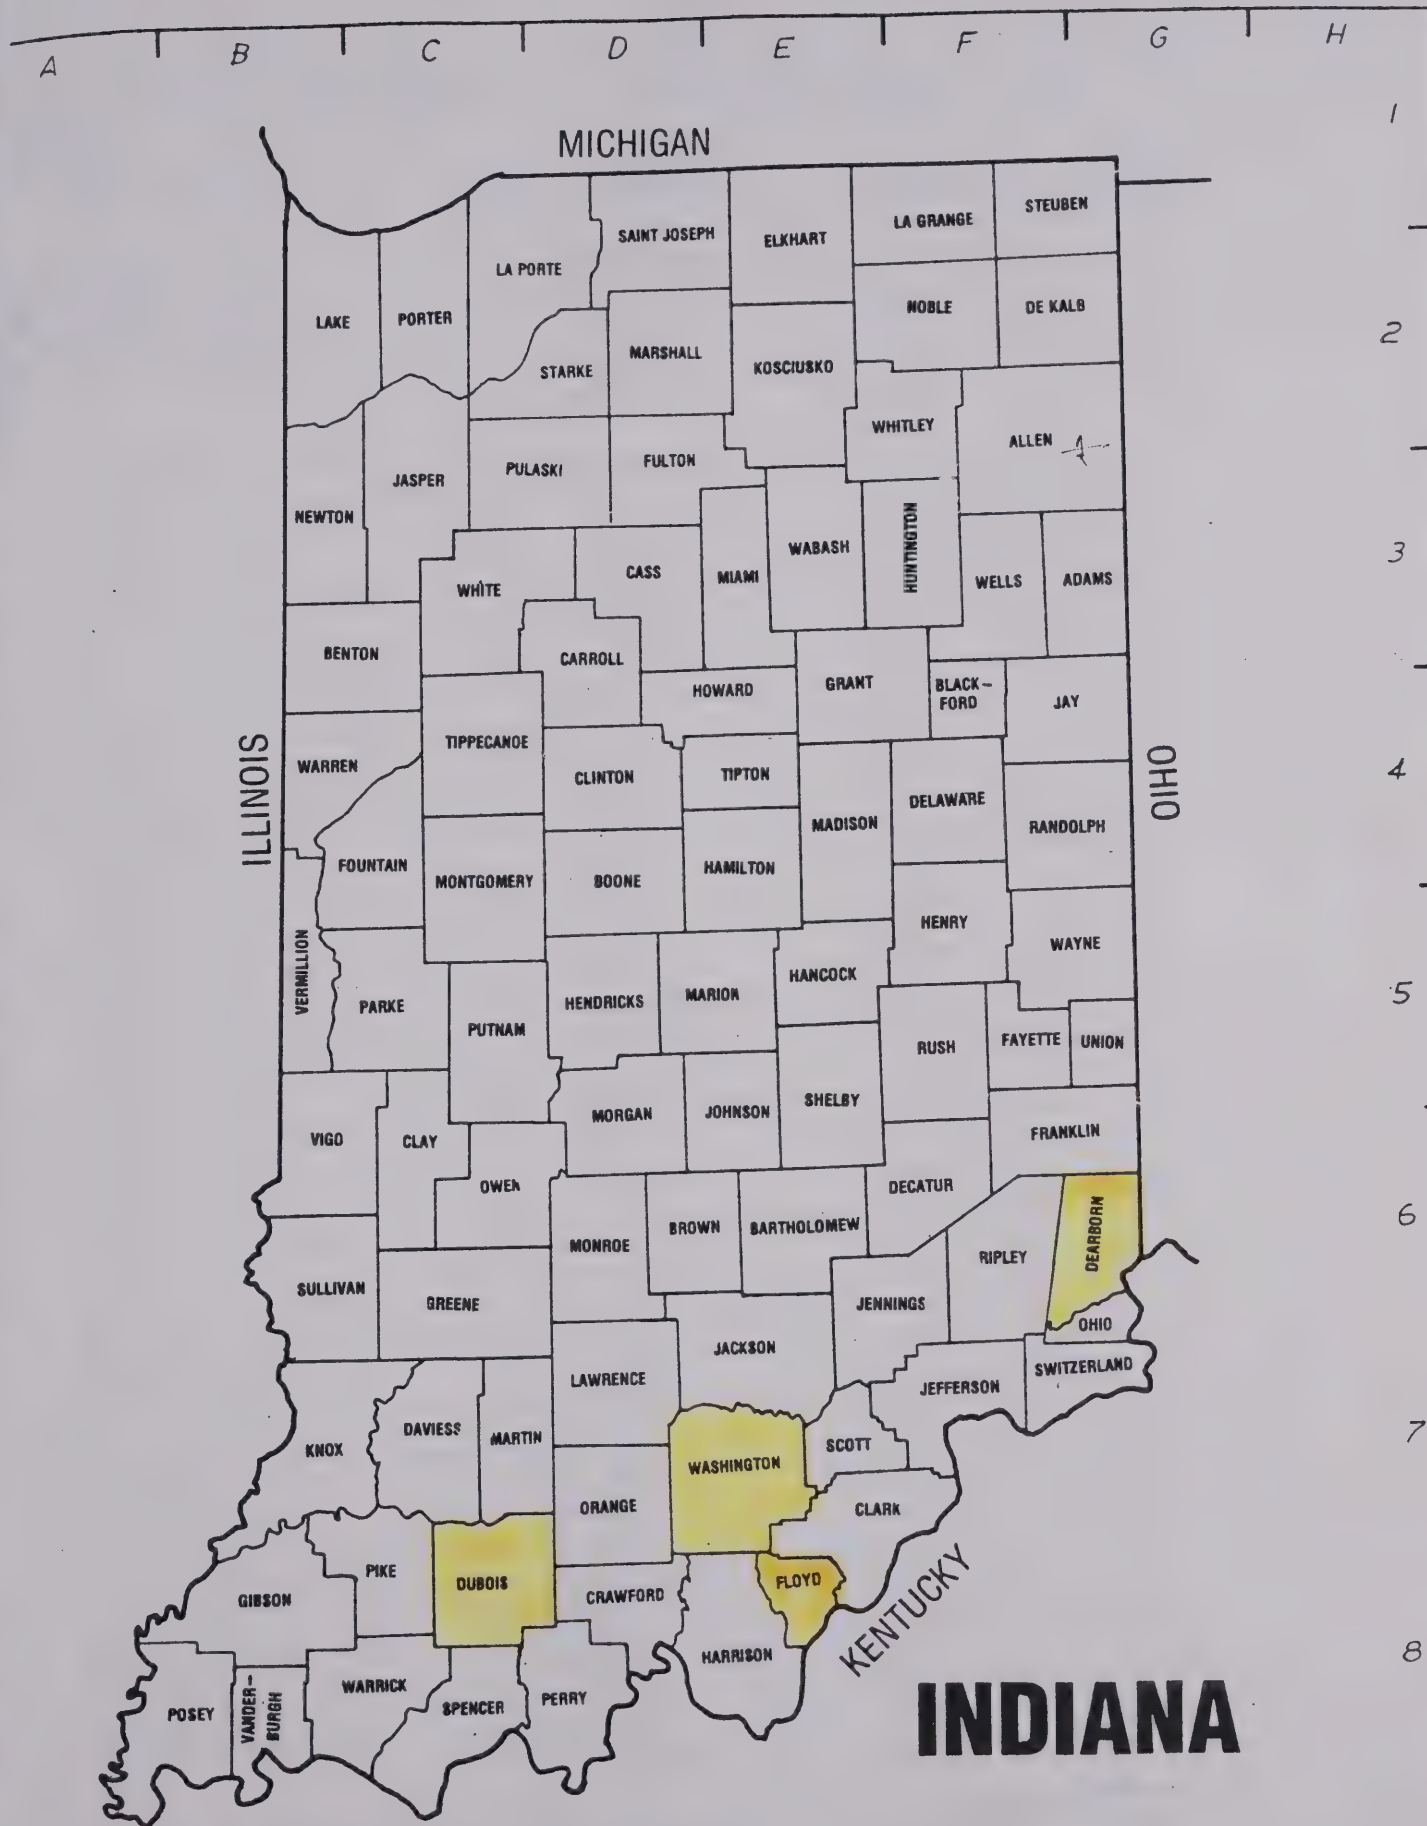 A B C D E F G H
1
MICHIGAN
STEUBEN
LA GRANGE
SAINT JOSEPH
ELKHART
LA PORTE
NOBLE
DE KALB
LAKE
PORTER
2
MARSHALL
KOSCIUSKO
STARKE
WHITLEY
ALLEN
FULTON
PULASKI
JASPER
NEWTON
HUNTINGTON
WABASH
3
CASS
MIAMI
WELLS
ADAMS
WHITE
BENTON
CARROLL
GRANT
HOWARD
BLACK-
FORD
JAY
TIPPECANOE
WARREN
ILLINOIS
OHIO
4
CLINTON
TIPTON
DELAWARE
MADISON
RANDOLPH
FOUNTAIN
MONTGOMERY
BOONE
HAMILTON
HENRY
WAYNE
VERMILLION
HANCOCK
5
PARKE
HENDRICKS
MARION
PUTNAM
RUSH
FAYETTE
UNION
SHELBY
MORGAN
JOHNSON
FRANKLIN
VIGO
CLAY
OWEN
DECATUR
6
BROWN
BARTHOLOMEW
MONROE
DEARBORN
RIPLEY
SULLIVAN
GREENE
JENNINGS
OHIO
JACKSON
LAWRENCE
SWITZERLAND
JEFFERSON
DAVIESS
MARTIN
7
KNOX
SCOTT
WASHINGTON
ORANGE
CLARK
PIKE
DUBOIS
FLOYD
GIBSON
CRAWFORD
KENTUCKY
8
HARRISON
WARRICK
PERRY
SPENCER
POSEY
VANDER-
BURGH
INDIANA